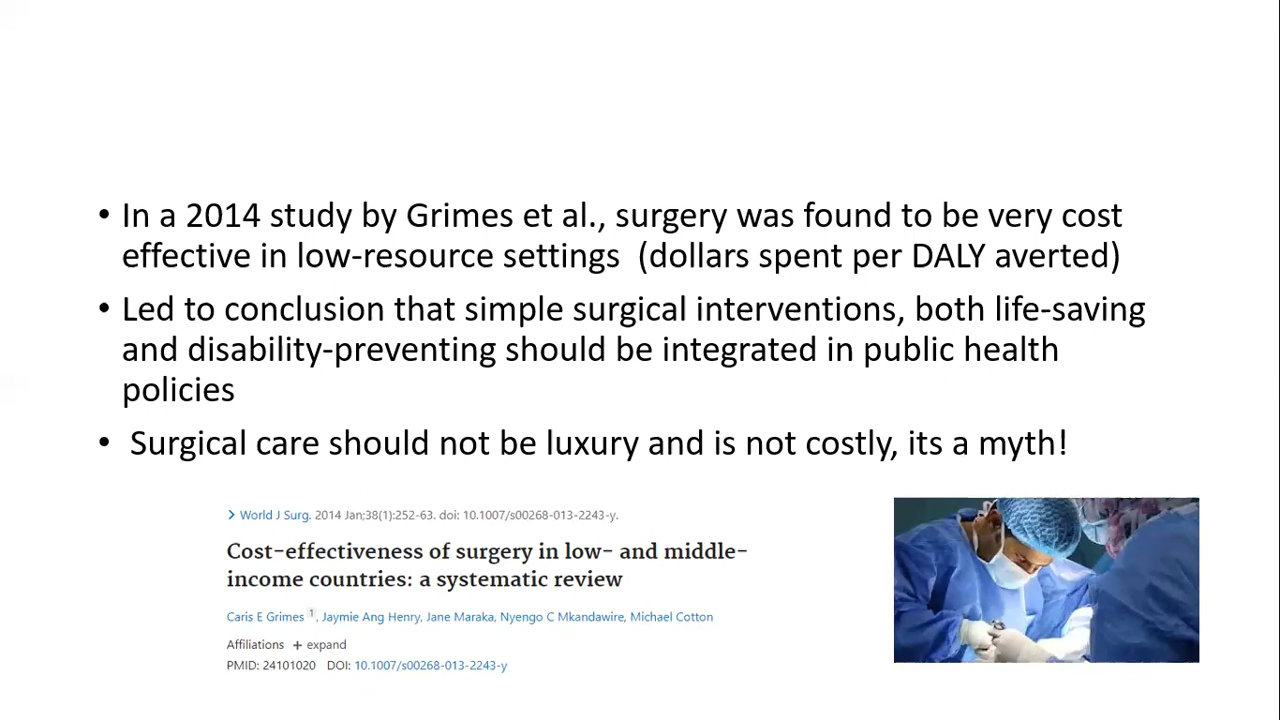 • In a 2014 study by Grimes et al., surgery was found to be very cost
effective in low-resource settings  (dollars spent per DALY averted)
• Led to conclusion that simple surgical interventions, both life-saving
and disability-preventing should be integrated in public health
policies
•  Surgical care should not be luxury and is not costly, its a myth!
> World J Surg. 2014 Jan;38(1):252-63. doi: 10.1007/s00268-013-2243-y.
Cost-effectiveness of surgery in low- and middle-
income countries: a systematic review
Caris E Grimes 1, Jaymie Ang Henry, Jane Maraka, Nyengo C Mkandawire, Michael Cotton
Affiliations + expand
PMID: 24101020 DOI: 10.1007/s00268-013-2243-y